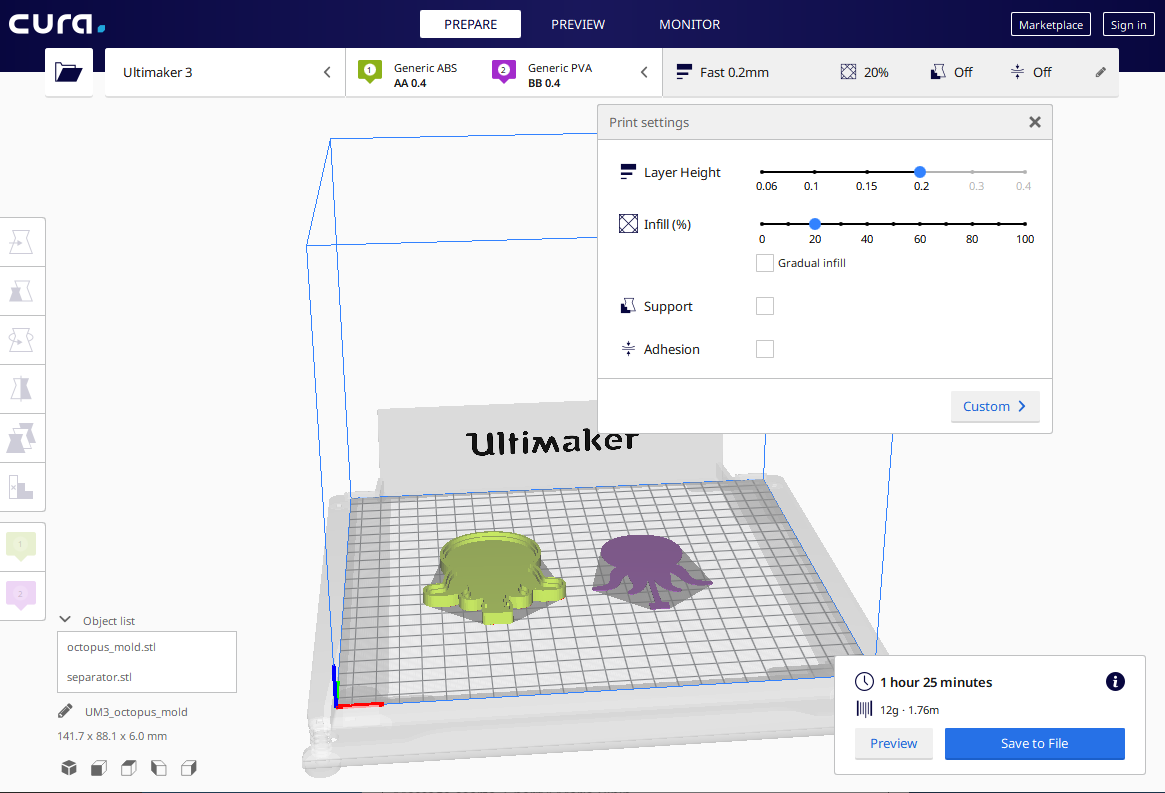 cura.
PREPARE PREVIEW MONITOR Marketplace Sign in
Ultimaker 3
1 Generic ABS
AA 0.4
2 Generic PVA
BB 0.4
Fast 0.2mm 20% Off Off
Print settings
Layer Height
0.06 0.1 0.15 0.2 0.3 0.4
Infill (%)
0 20 40 60 80 100
Gradual infill
Support
Adhesion
Custom
Ultimaker
1
2
Object list
octopus_mold.stl
separator.stl
UM3_octopus_mold
141.7 x 88.1 x 6.0 mm
1 hour 25 minutes
12g · 1.76m
Preview Save to File